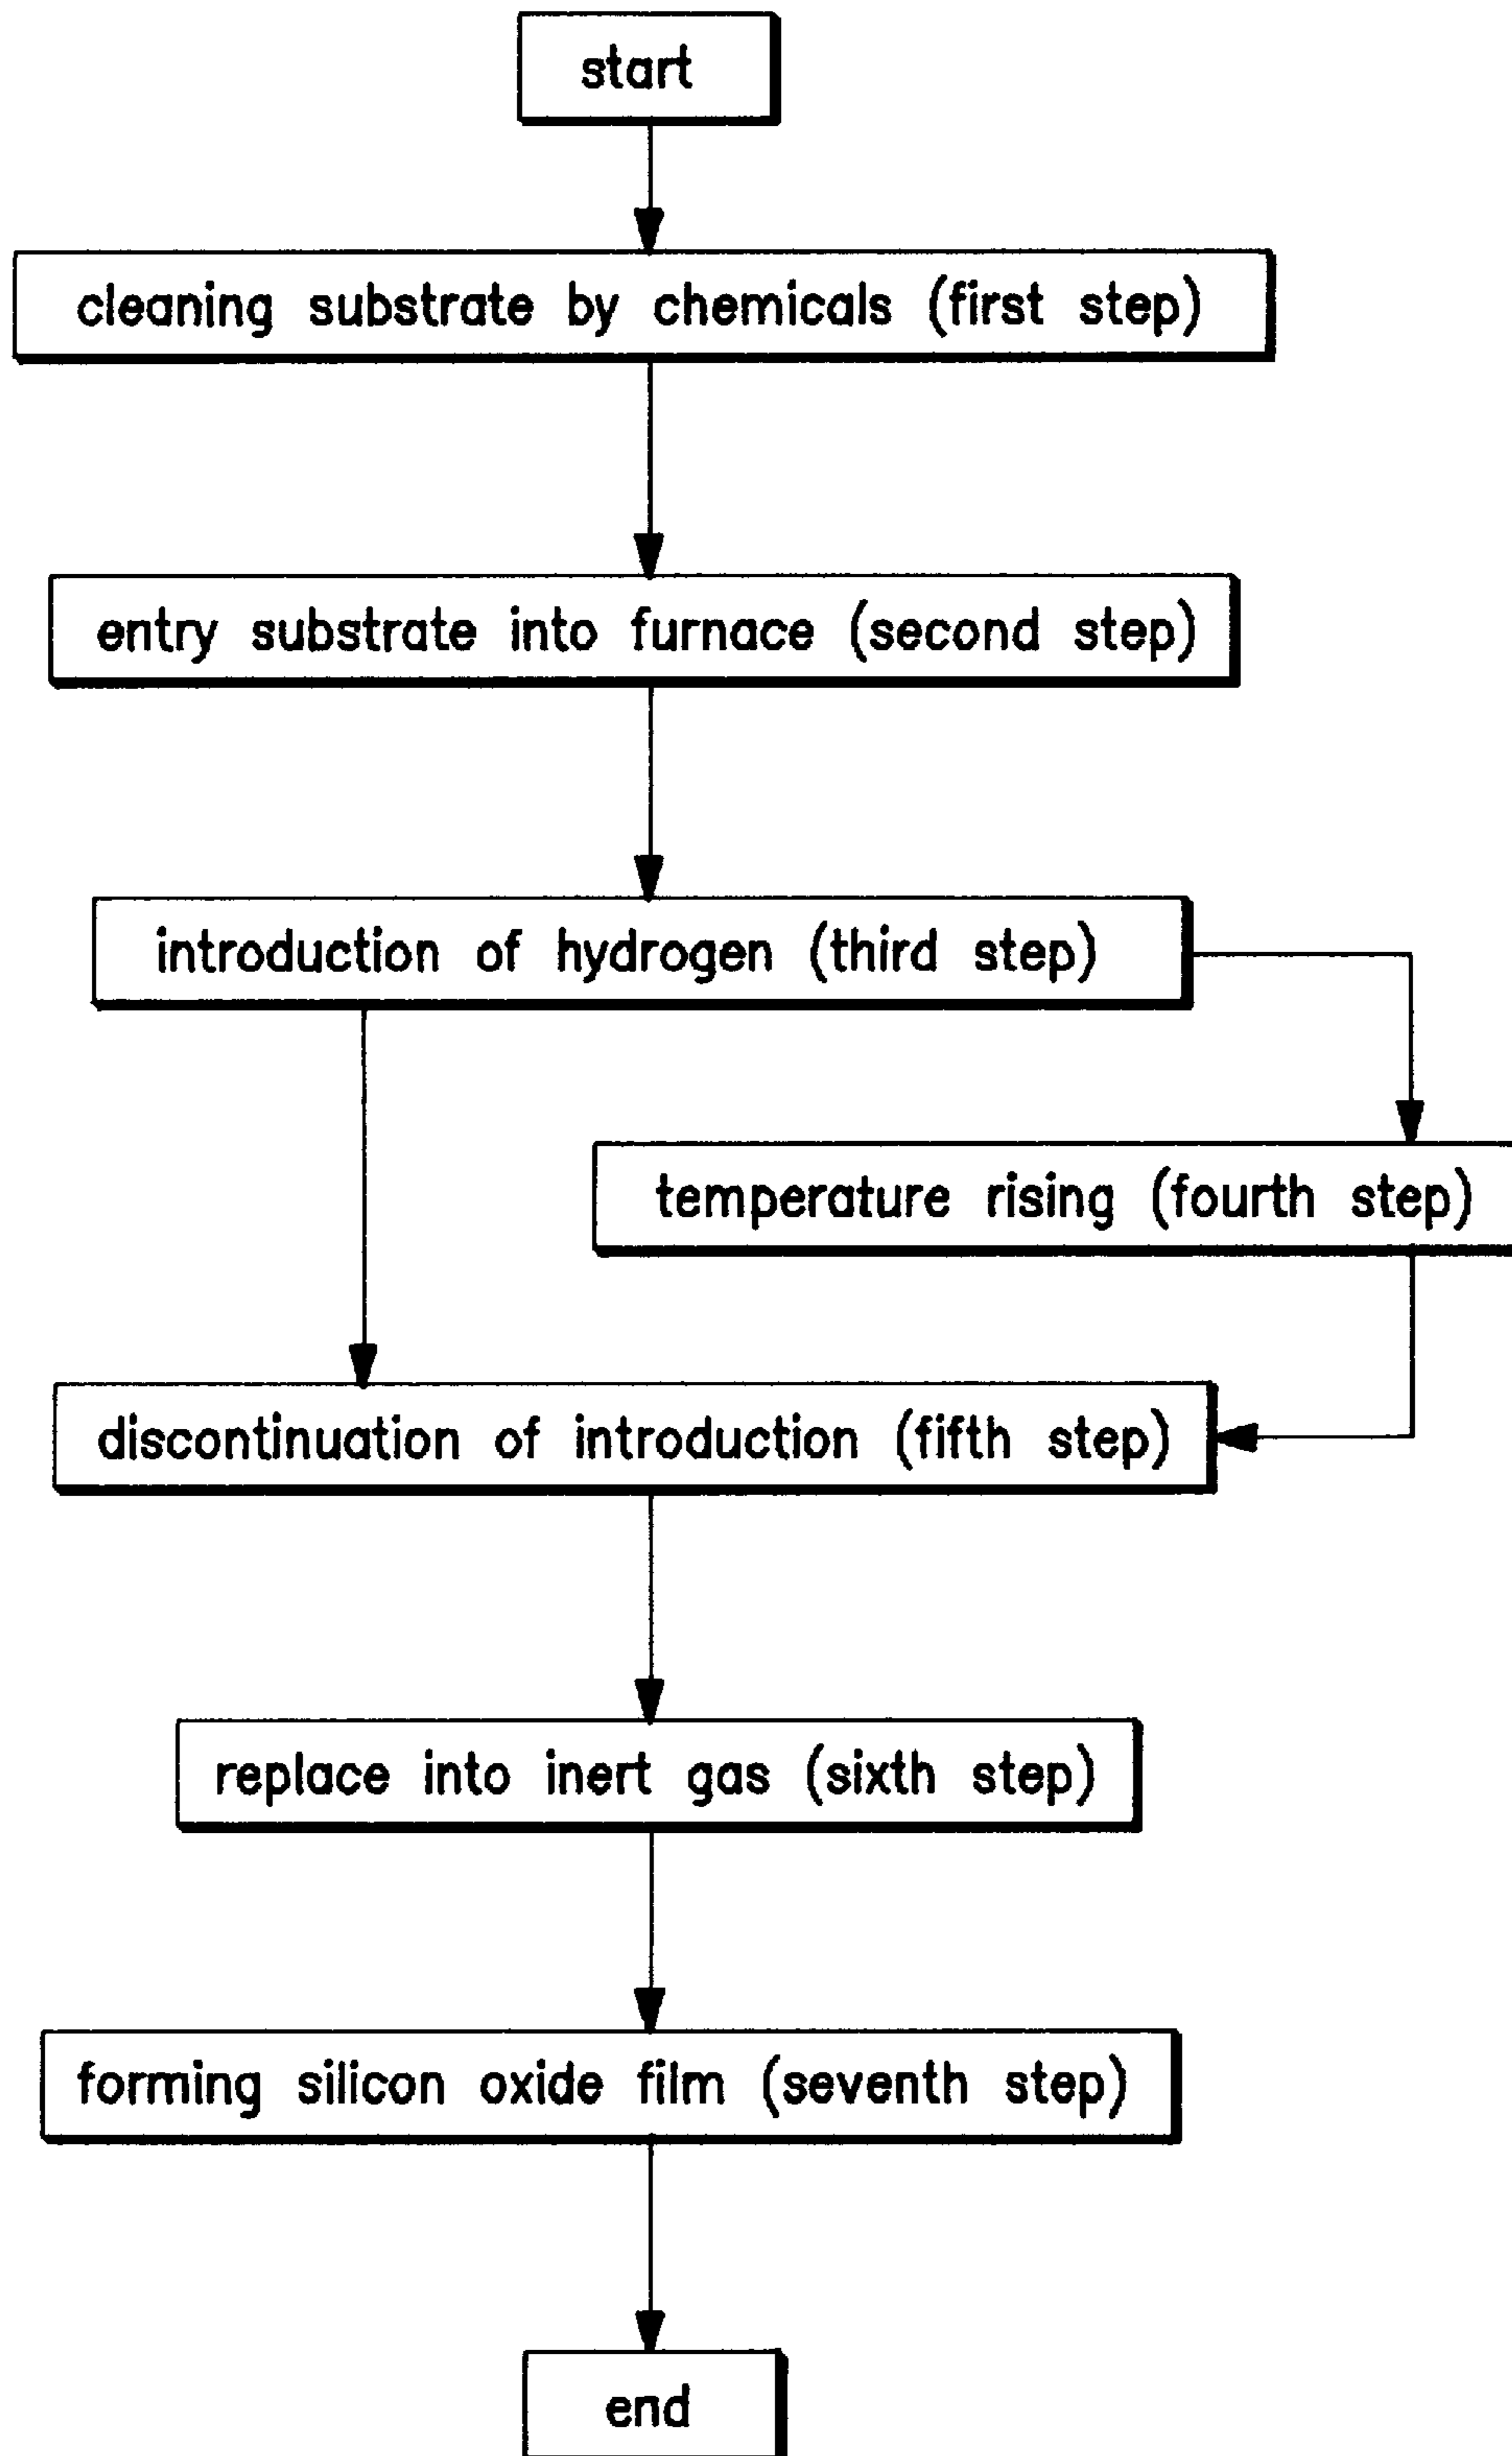 start
cleaning substrate by chemicals (first step)
entry substrate into furnace (second step)
introduction of hydrogen (third step)
temperature rising (fourth step)
discontinuation of introduction (fifth step)
replace into inert gas (sixth step)
forming silicon oxide film (seventh step)
end